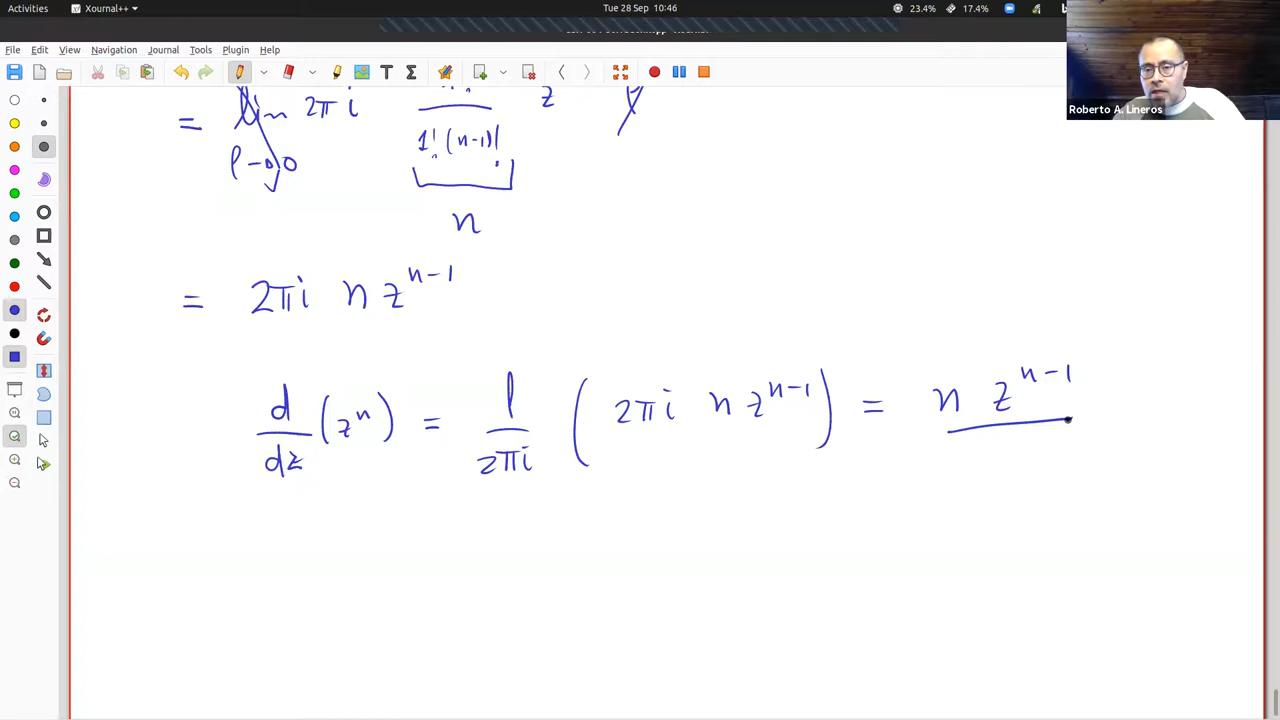 Activities Xournal++ Tue 28 Sep 10:46 23.4% 17.4%
File Edit View Navigation Journal Tools Plugin Help
Roberto A. Lineros
= lim 2πi z
ρ→0 1!(n-1)!
n
= 2πi n z^{n-1}
d/dz (z^n) = 1/2πi ( 2πi n z^{n-1} ) = n z^{n-1}